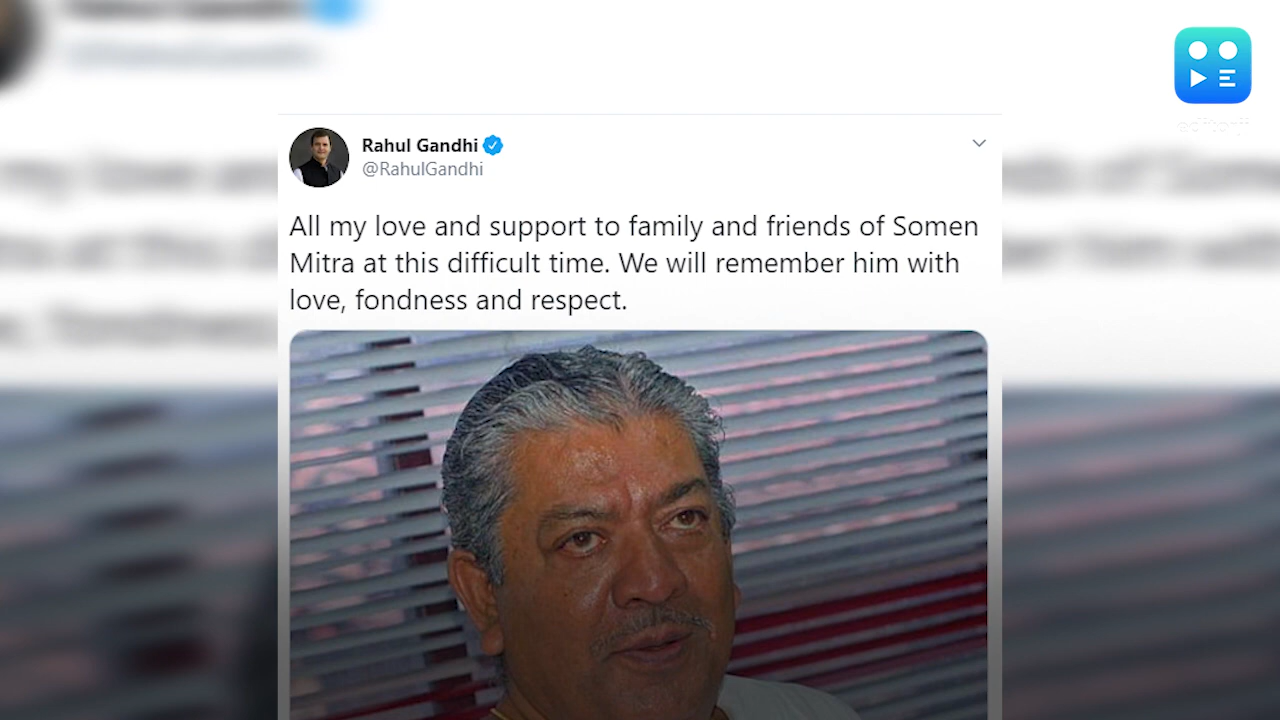 Rahul Gandhi
@RahulGandhi
All my love and support to family and friends of Somen
Mitra at this difficult time. We will remember him with
love, fondness and respect.
editorji